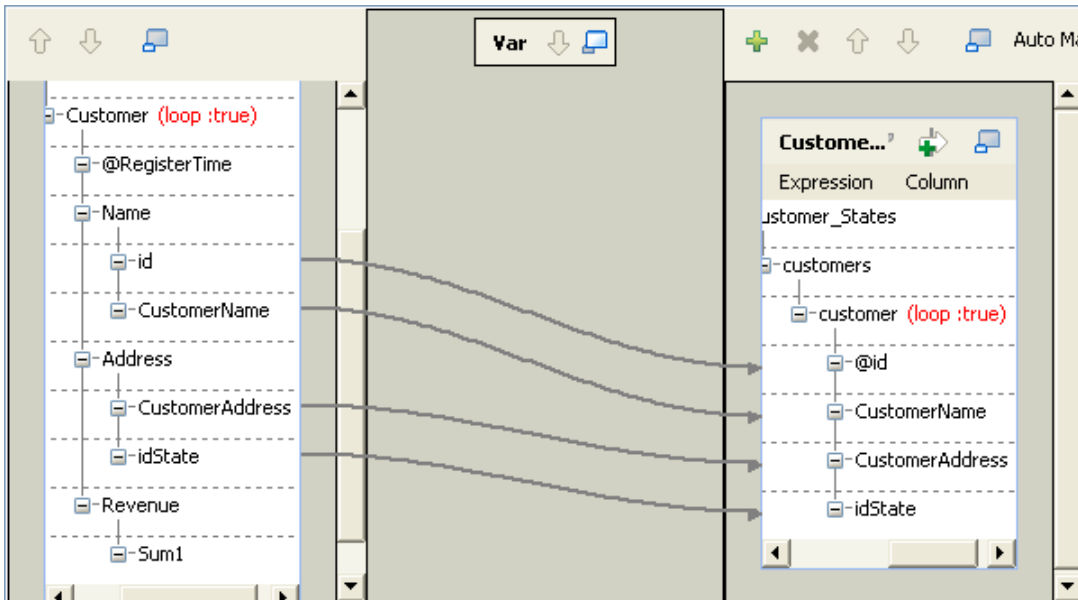 Var
Auto Ma
Customer (loop :true)
@RegisterTime
Name
id
CustomerName
Address
CustomerAddress
idState
Revenue
Sum1
Custome...
Expression Column
ustomer_States
customers
customer (loop :true)
@id
CustomerName
CustomerAddress
idState